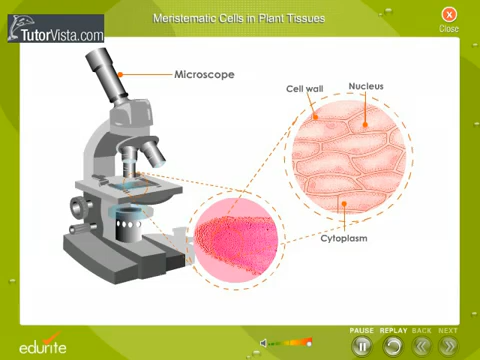 Meristematic Cells in Plant Tissues
X
Close
TutorVista.com
Microscope
Cell wall
Nucleus
Cytoplasm
PAUSE REPLAY BACK NEXT
edurite